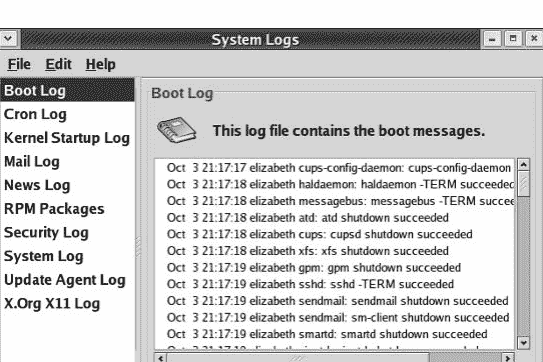 System Logs
File Edit Help
Boot Log
Cron Log
Kernel Startup Log
Mail Log
News Log
RPM Packages
Security Log
System Log
Update Agent Log
X.Org X11 Log
Boot Log
This log file contains the boot messages.
Oct 3 21:17:17 elizabeth cups-config-daemon: cups-config-daemon
Oct 3 21:17:18 elizabeth haldaemon: haldaemon -TERM succeeded
Oct 3 21:17:18 elizabeth messagebus: messagebus -TERM succee
Oct 3 21:17:18 elizabeth atd: atd shutdown succeeded
Oct 3 21:17:18 elizabeth cups: cupsd shutdown succeeded
Oct 3 21:17:18 elizabeth xfs: xfs shutdown succeeded
Oct 3 21:17:19 elizabeth gpm: gpm shutdown succeeded
Oct 3 21:17:19 elizabeth sshd: sshd -TERM succeeded
Oct 3 21:17:19 elizabeth sendmail: sendmail shutdown succeeded
Oct 3 21:17:19 elizabeth sendmail: sm-client shutdown succeeded
Oct 3 21:17:19 elizabeth smartd: smartd shutdown succeeded